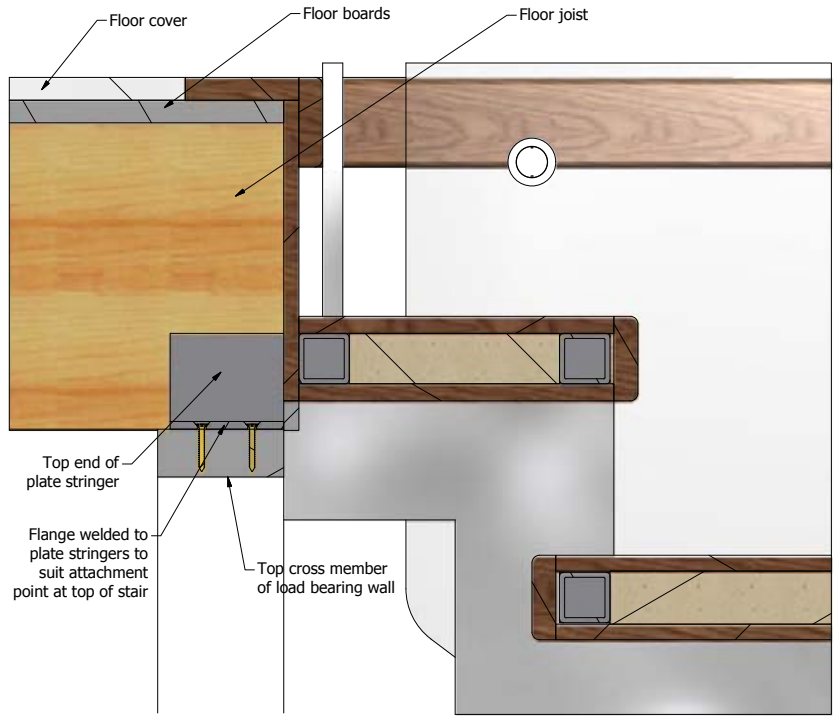 Floor cover
Floor boards
Floor joist
Top end of
plate stringer
Flange welded to
plate stringers to
suit attachment
point at top of stair
Top cross member
of load bearing wall